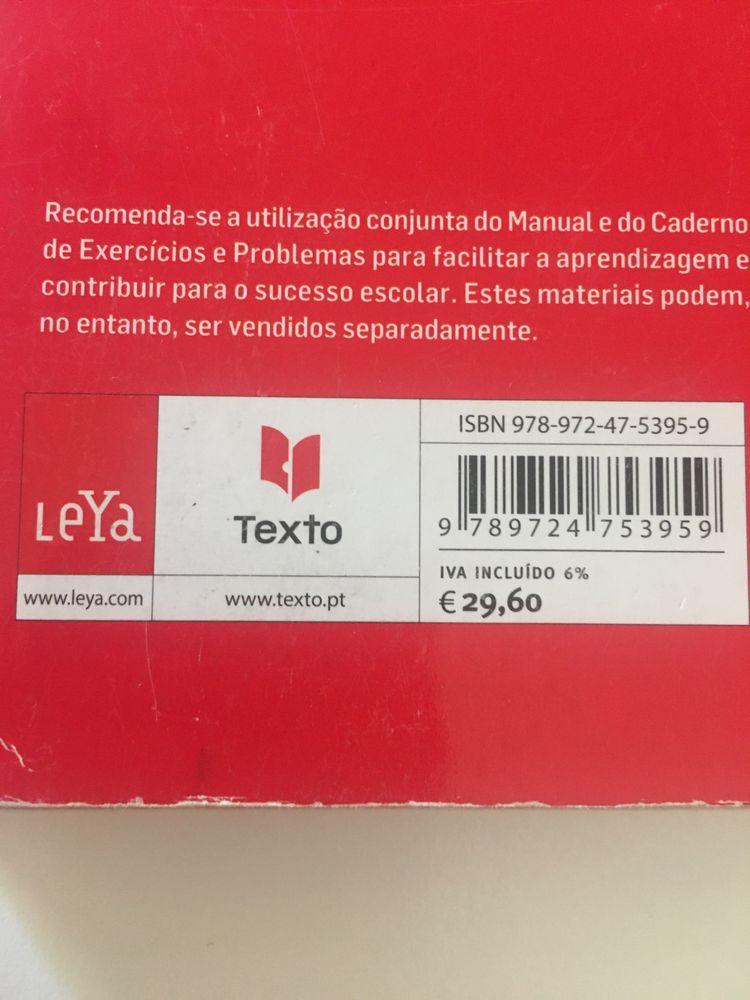 Recomenda-se a utilização conjunta do Manual e do Caderno
de Exercícios e Problemas para facilitar a aprendizagem e
contribuir para o sucesso escolar. Estes materiais podem,
no entanto, ser vendidos separadamente.
LeYa
www.leya.com
Texto
www.texto.pt
ISBN 978-972-47-5395-9
9 789724 753959
IVA INCLUÍDO 6%
€ 29,60